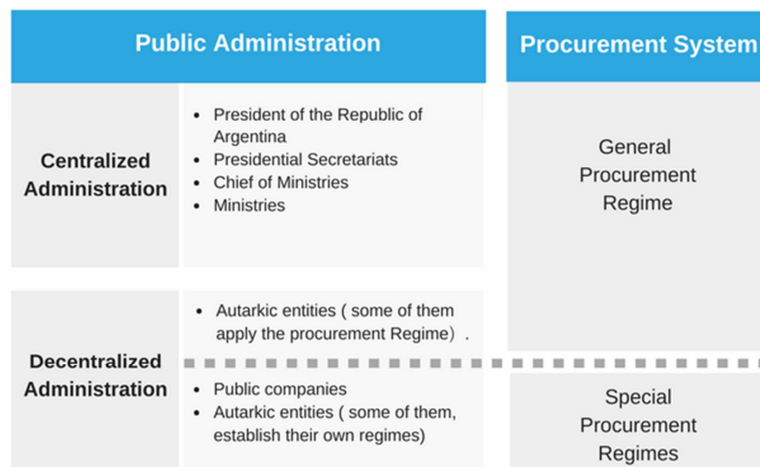 Public Administration
Procurement System
Centralized
Administration
• President of the Republic of
Argentina
• Presidential Secretariats
• Chief of Ministries
• Ministries
General
Procurement
Regime
Decentralized
Administration
• Autarkic entities ( some of them
apply the procurement Regime) .
• Public companies
• Autarkic entities ( some of them,
establish their own regimes)
Special
Procurement
Regimes